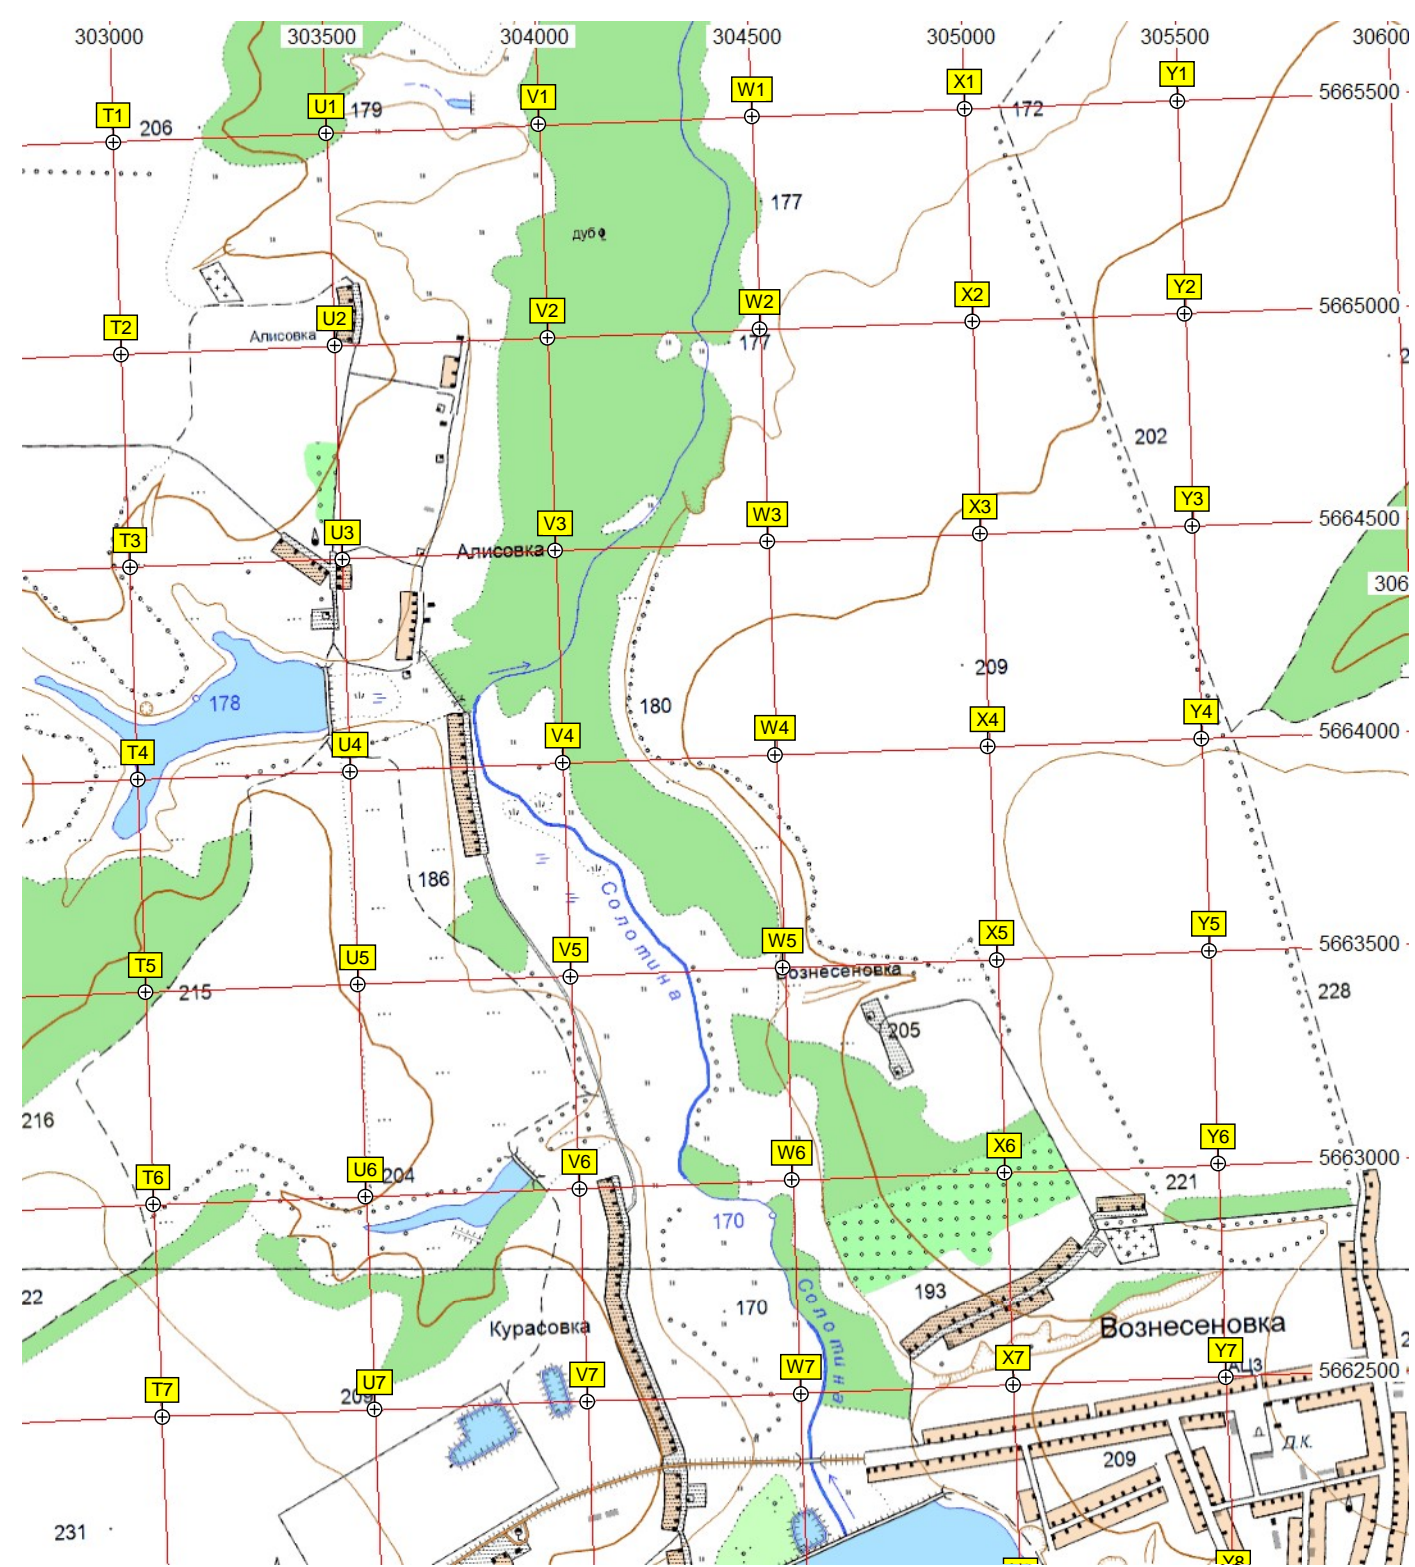 303000 303500 304000 304500 305000 305500 30600
T1 U1 V1 W1 X1 Y1 5665500
206 179 172
177
дуб
T2 U2 V2 W2 X2 Y2 5665000
Алисовка 177
202
T3 U3 V3 W3 X3 Y3 5664500
Алисовка
306
209
178 180
T4 U4 V4 W4 X4 Y4 5664000
186
Солотина
T5 U5 V5 W5 X5 Y5 5663500
Вознесеновка
215 228
205
216
T6 U6 V6 W6 X6 Y6 5663000
204 221
170
22 193
170
Солотина
Курасовка Вознесеновка
T7 U7 V7 W7 X7 Y7 5662500
209 АЦЗ
Д.К.
209
231
Y8